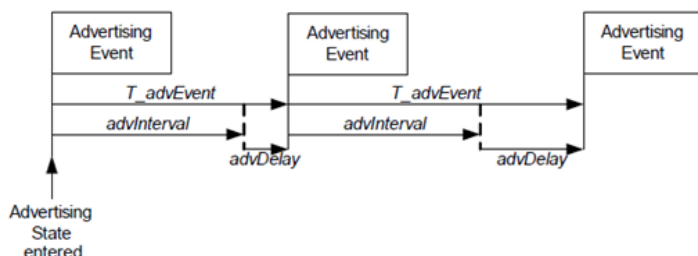 Advertising
Event
Advertising
Event
Advertising
Event
T_advEvent
T_advEvent
advInterval
advInterval
advDelay
advDelay
Advertising
State
entered